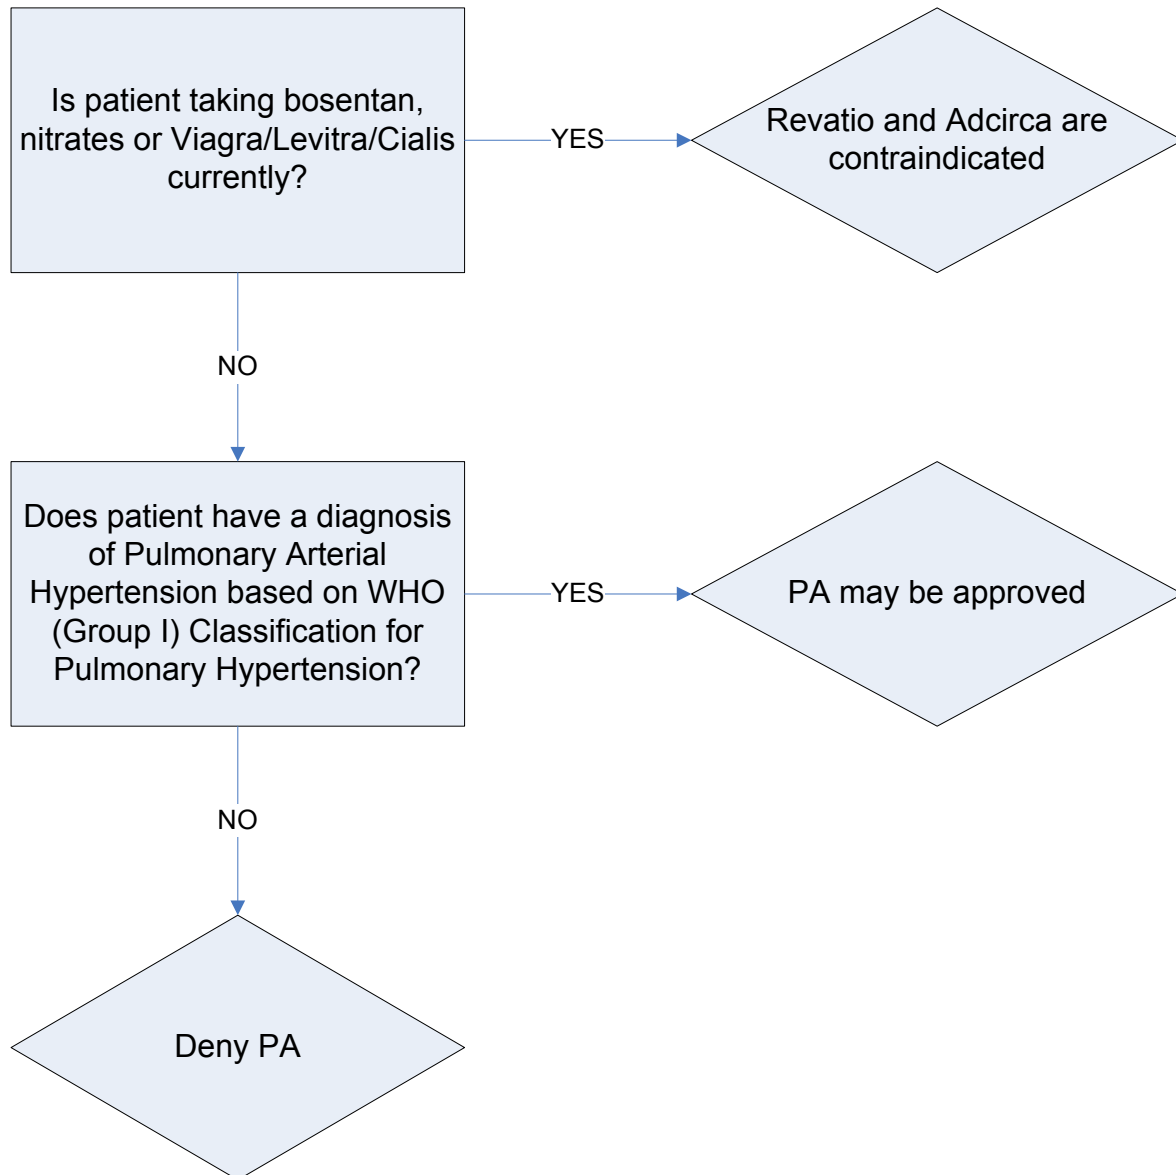 Is patient taking bosentan,
nitrates or Viagra/Levitra/Cialis
currently?
YES
Revatio and Adcirca are
contraindicated
NO
Does patient have a diagnosis
of Pulmonary Arterial
Hypertension based on WHO
(Group I) Classification for
Pulmonary Hypertension?
YES
PA may be approved
NO
Deny PA